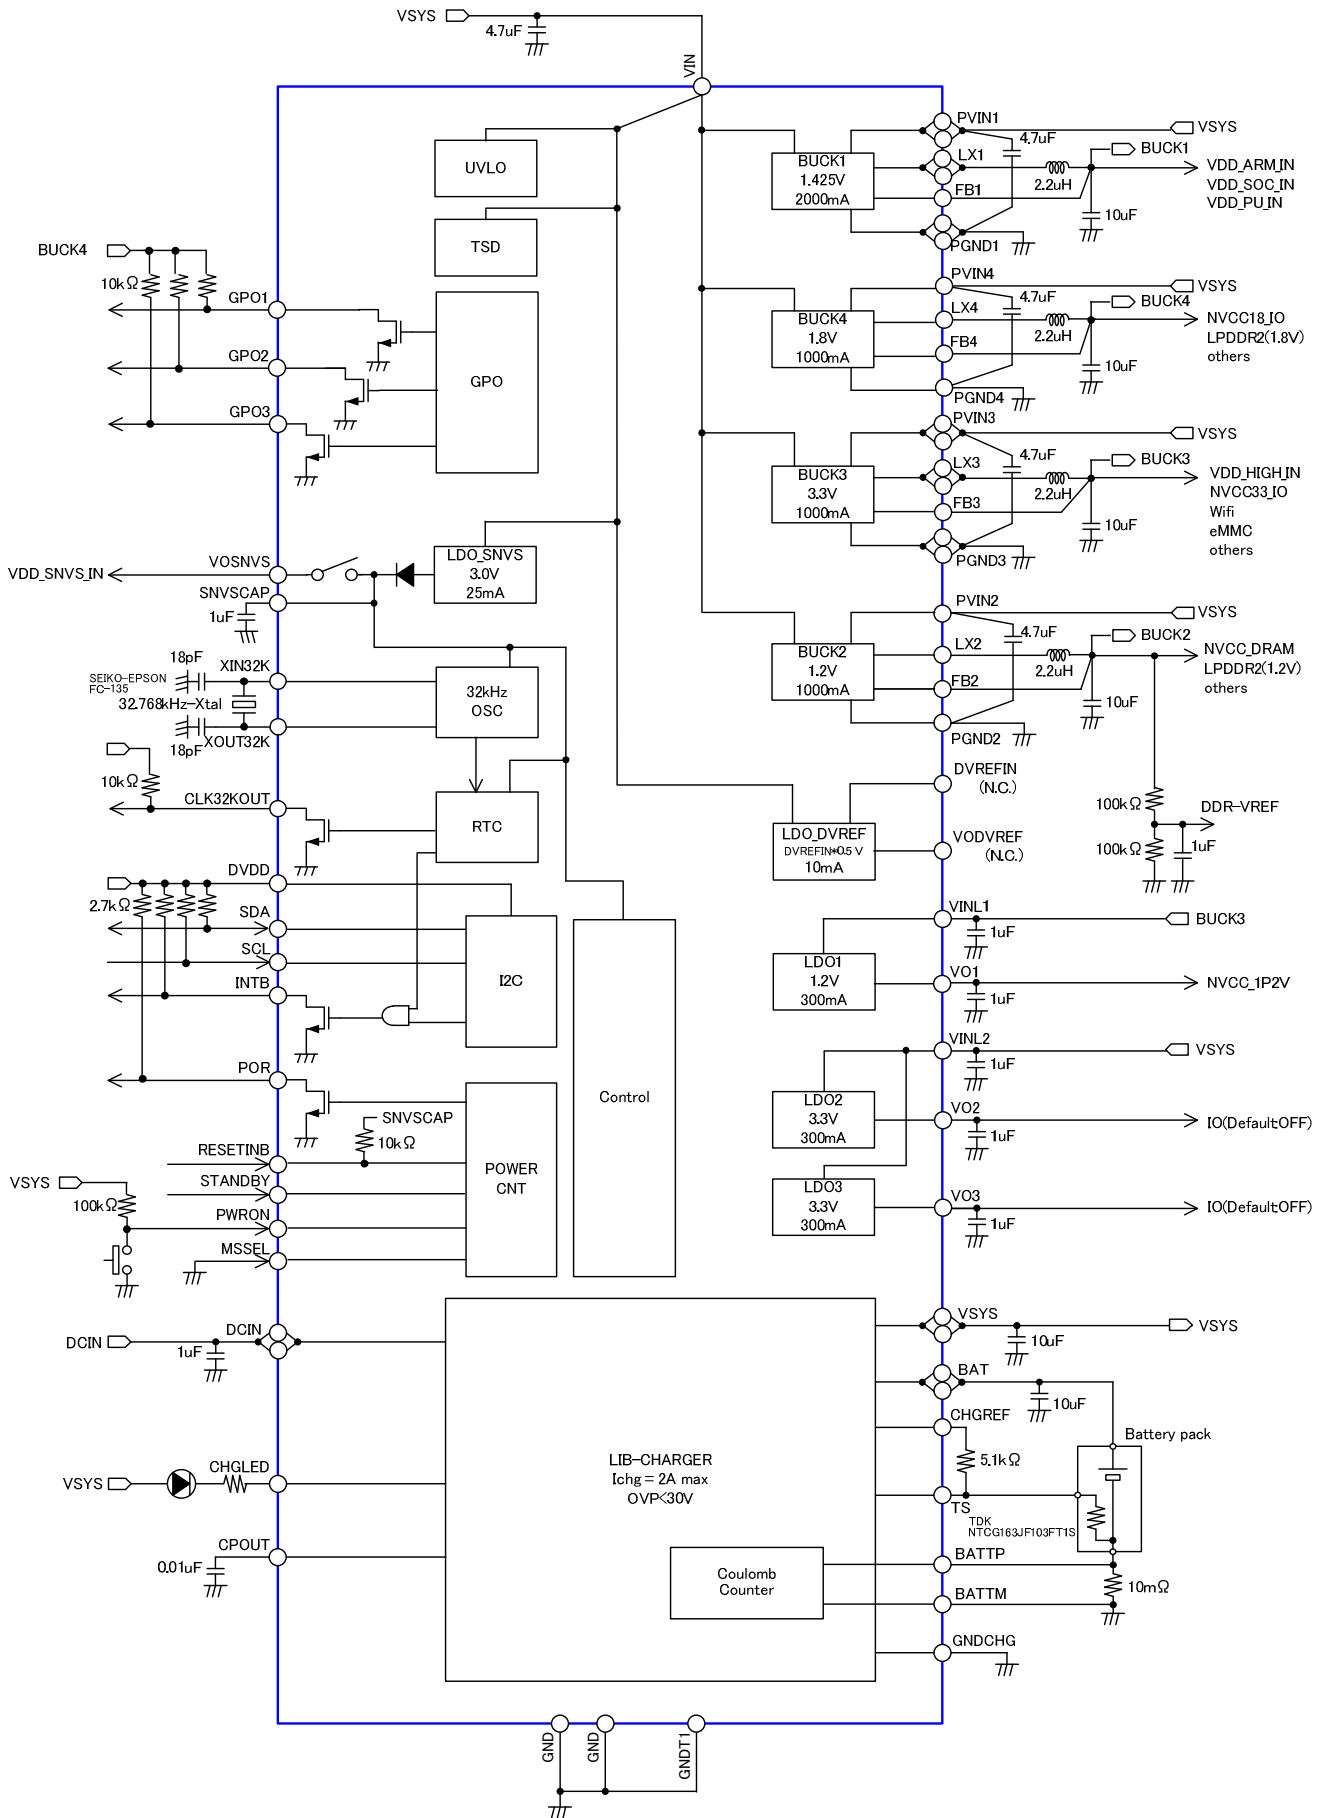 VSYS
4.7uF
VIN
UVLO
TSD
BUCK4
10kΩ
GPO1
GPO2
GPO3
GPO
BUCK1
1.425V
2000mA
PVIN1
VSYS
4.7uF
LX1
BUCK1
2.2uH
VDD_ARM_IN
VDD_SOC_IN
VDD_PU_IN
FB1
10uF
PGND1
PVIN4
VSYS
4.7uF
BUCK4
1.8V
1000mA
LX4
BUCK4
2.2uH
NVCC18_IO
LPDDR2(1.8V)
others
FB4
10uF
PGND4
PVIN3
VSYS
4.7uF
BUCK3
3.3V
1000mA
LX3
BUCK3
2.2uH
VDD_HIGH_IN
NVCC33_IO
Wifi
eMMC
others
FB3
10uF
PGND3
VDD_SNVS_IN
VOSNVS
LDO_SNVS
3.0V
25mA
SNVSCAP
1uF
PVIN2
VSYS
4.7uF
BUCK2
1.2V
1000mA
LX2
BUCK2
2.2uH
NVCC_DRAM
LPDDR2(1.2V)
others
FB2
10uF
PGND2
18pF
XIN32K
SEIKO-EPSON
FC-135
32.768kHz-Xtal
32kHz
OSC
18pF
XOUT32K
10kΩ
CLK32KOUT
RTC
DVREFIN
(N.C.)
LDO_DVREF
DVREFIN*0.5 V
10mA
VODVREF
(N.C.)
100kΩ
DDR-VREF
100kΩ
1uF
DVDD
2.7kΩ
SDA
SCL
INTB
I2C
POR
VINL1
BUCK3
1uF
LDO1
1.2V
300mA
VO1
NVCC_1P2V
1uF
VINL2
VSYS
1uF
LDO2
3.3V
300mA
VO2
IO(Default:OFF)
1uF
LDO3
3.3V
300mA
VO3
IO(Default:OFF)
1uF
Control
SNVSCAP
10kΩ
RESETINB
STANDBY
POWER
CNT
VSYS
100kΩ
PWRON
MSSEL
DCIN
DCIN
1uF
VSYS
VSYS
10uF
BAT
10uF
CHGREF
5.1kΩ
Battery pack
VSYS
CHGLED
LIB-CHARGER
Ichg = 2A max
OVP<30V
TS
TDK
NTCG163JF103FT1S
CPOUT
0.01uF
Coulomb
Counter
BATTP
10mΩ
BATTM
GNDCHG
GND
GND
GNDT1